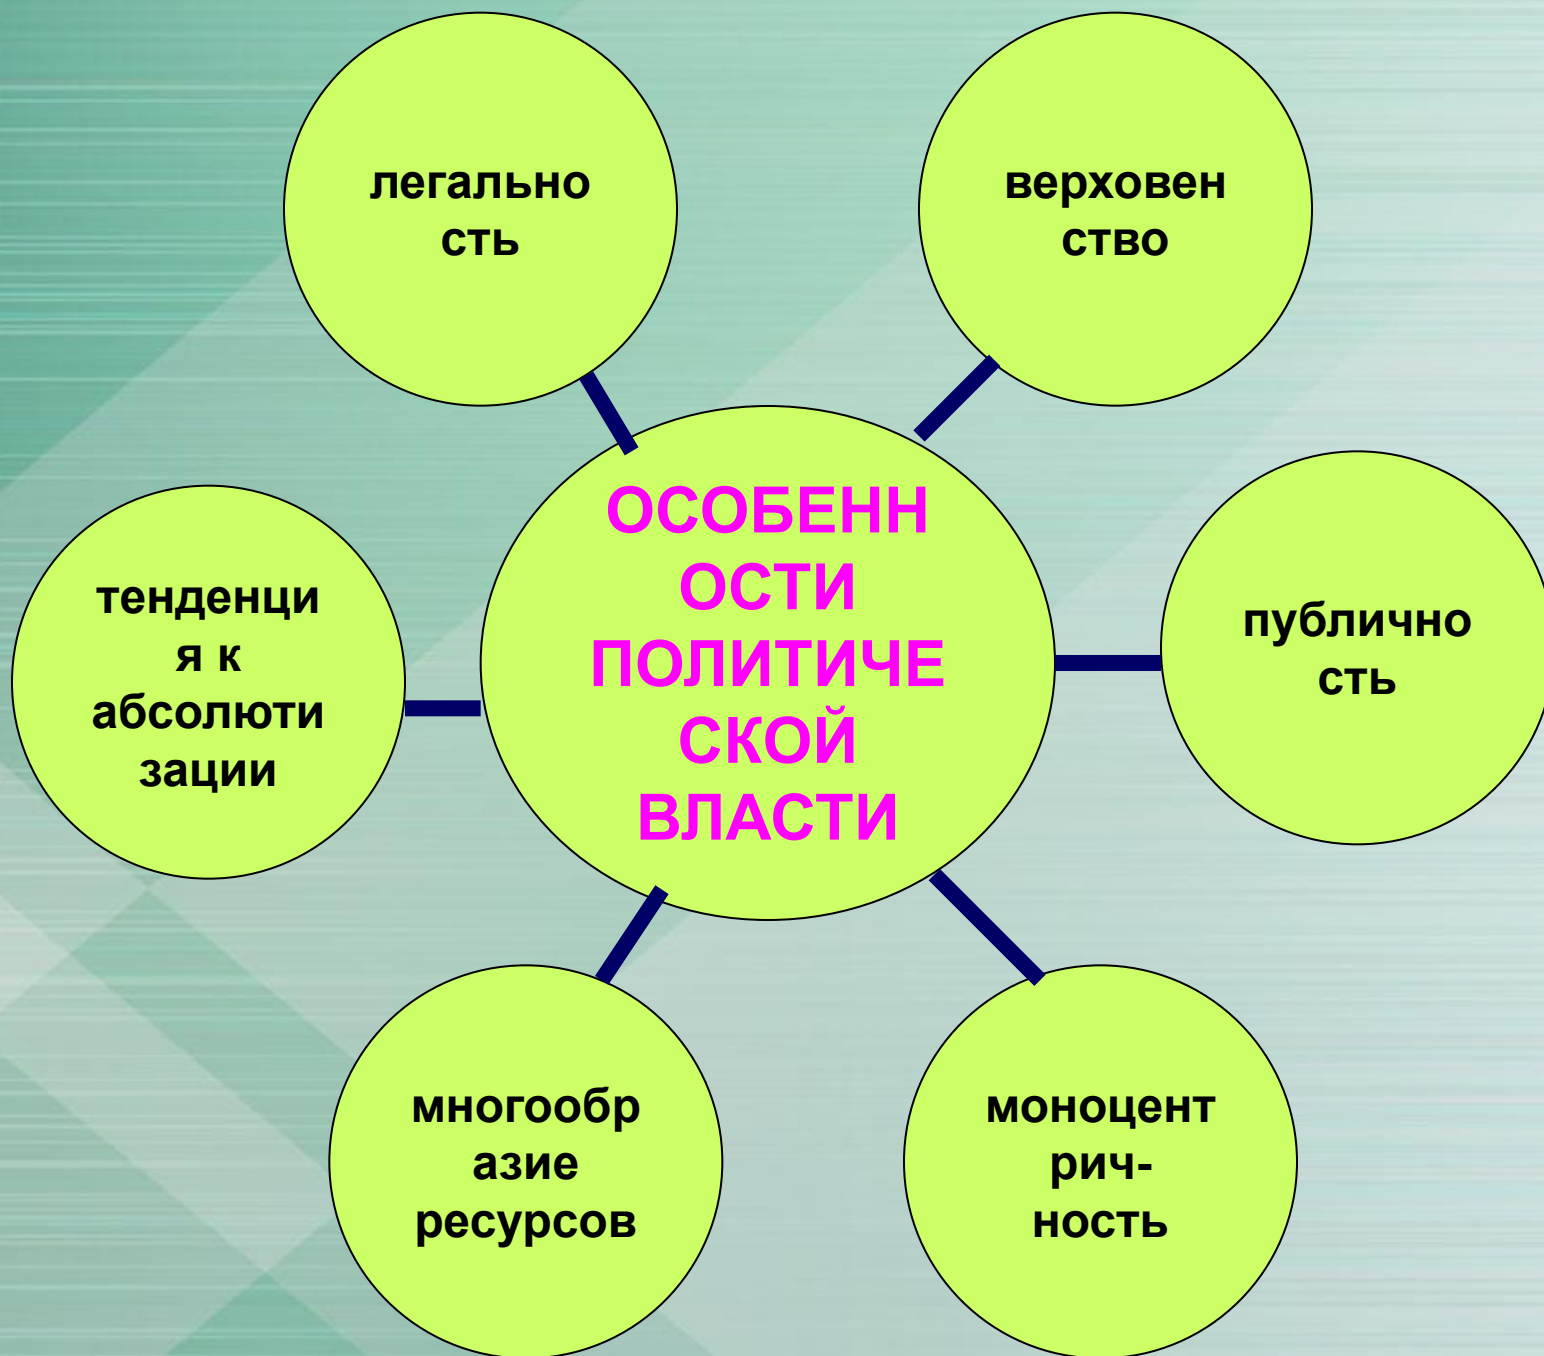 легально
сть
верховен
ство
ОСОБЕНН
ОСТИ
ПОЛИТИЧЕ
СКОЙ
ВЛАСТИ
тенденци
я к
абсолюти
зации
публично
сть
многообр
азие
ресурсов
моноцент
рич-
ность